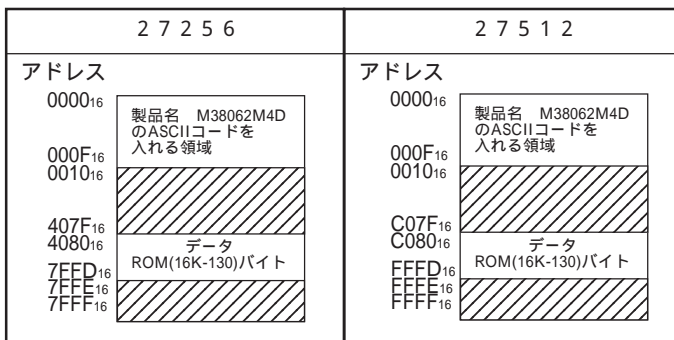 ２７２５６
アドレス
0000₁₆
製品名　M38062M4D
のASCIIコードを
入れる領域
000F₁₆
0010₁₆
407F₁₆
4080₁₆
データ
ROM(16K-130)バイト
7FFD₁₆
7FFE₁₆
7FFF₁₆
２７５１２
アドレス
0000₁₆
製品名　M38062M4D
のASCIIコードを
入れる領域
000F₁₆
0010₁₆
C07F₁₆
C080₁₆
データ
ROM(16K-130)バイト
FFFD₁₆
FFFE₁₆
FFFF₁₆